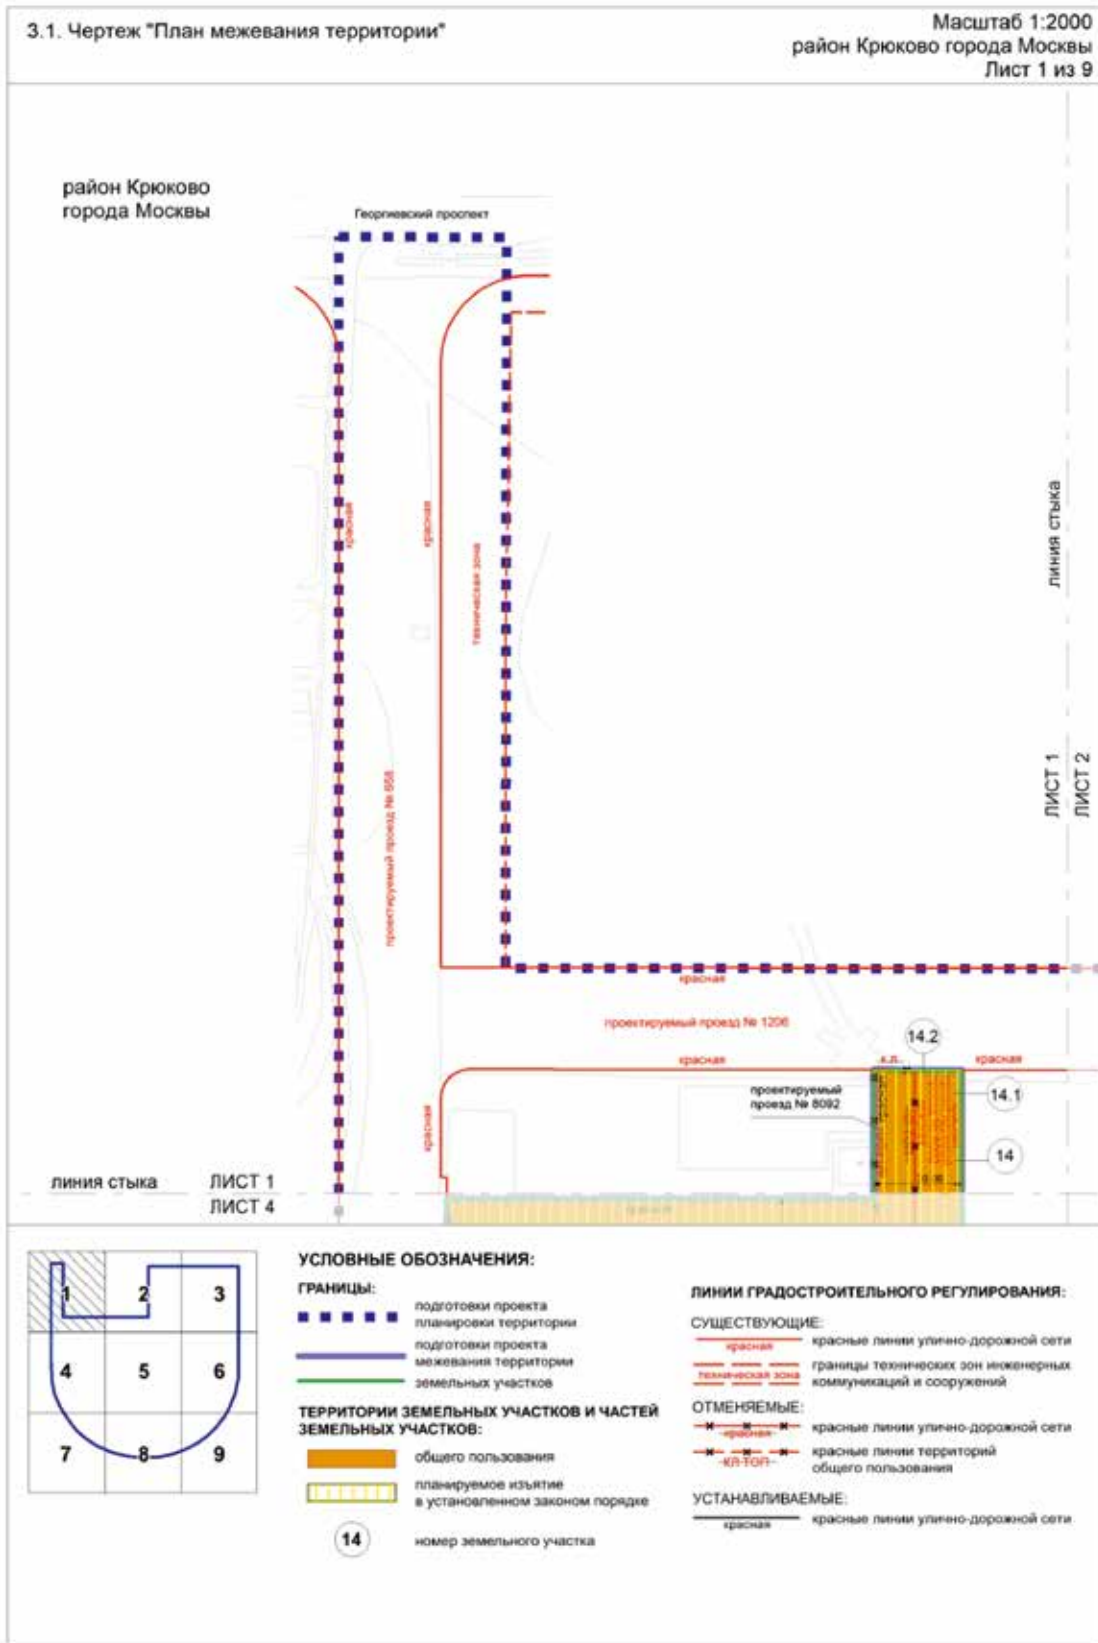 3.1. Чертеж "План межевания территории"
Масштаб 1:2000
район Крюково города Москвы
Лист 1 из 9
район Крюково
города Москвы
Георгиевский проспект
красная
красная
техническая зона
линия стыка
ЛИСТ 1
ЛИСТ 2
красная
проектируемый проезд № 1206
14.2
красная
к.л.
красная
проектируемый
проезд № 8092
14.1
красная
14
линия стыка
ЛИСТ 1
ЛИСТ 4
1
2
3
4
5
6
7
8
9
УСЛОВНЫЕ ОБОЗНАЧЕНИЯ:
ГРАНИЦЫ:
подготовки проекта
планировки территории
подготовки проекта
межевания территории
земельных участков
ТЕРРИТОРИИ ЗЕМЕЛЬНЫХ УЧАСТКОВ И ЧАСТЕЙ
ЗЕМЕЛЬНЫХ УЧАСТКОВ:
общего пользования
планируемое изъятие
в установленном законом порядке
14
номер земельного участка
ЛИНИИ ГРАДОСТРОИТЕЛЬНОГО РЕГУЛИРОВАНИЯ:
СУЩЕСТВУЮЩИЕ:
красная
красные линии улично-дорожной сети
техническая зона
границы технических зон инженерных
коммуникаций и сооружений
ОТМЕНЯЕМЫЕ:
красная
красные линии улично-дорожной сети
КЛ-ТОП
красные линии территорий
общего пользования
УСТАНАВЛИВАЕМЫЕ:
красная
красные линии улично-дорожной сети